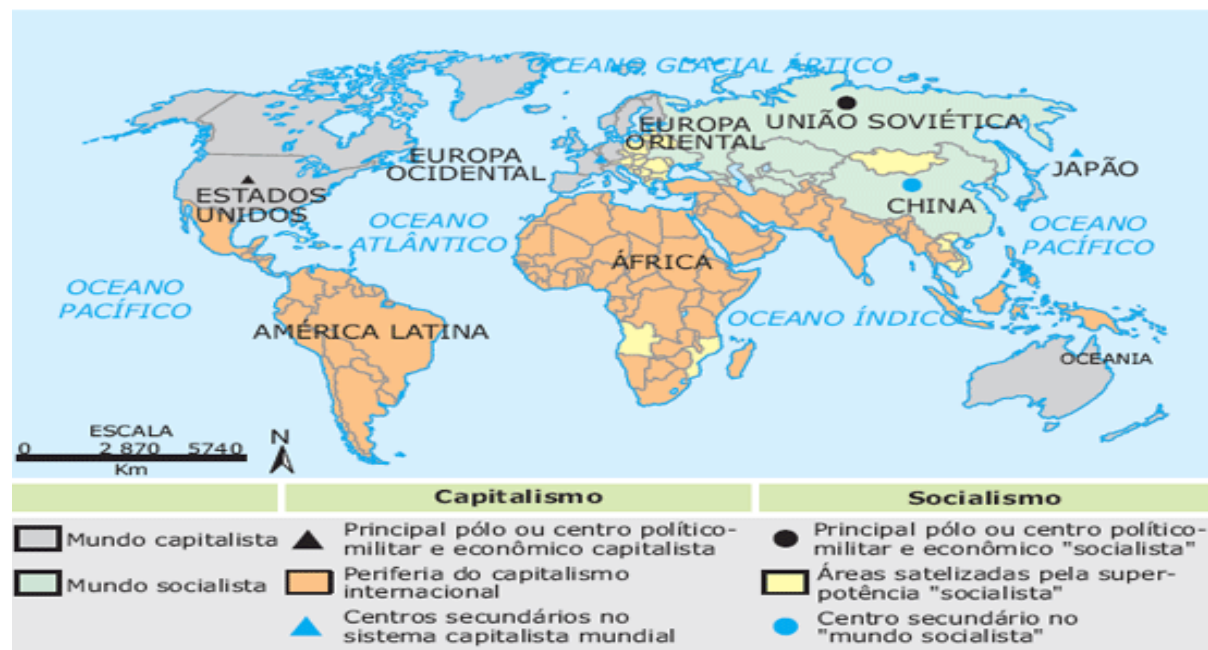 OCEANO GLACIAL ÁRTICO
EUROPA
ORIENTAL
UNIÃO SOVIÉTICA
EUROPA
OCIDENTAL
JAPÃO
ESTADOS
UNIDOS
CHINA
OCEANO
ATLÂNTICO
OCEANO
PACÍFICO
ÁFRICA
OCEANO
PACÍFICO
AMÉRICA LATINA
OCEANO ÍNDICO
OCEANIA
ESCALA
0 2 870 5740
Km
N
Capitalismo
Socialismo
Mundo capitalista
Principal pólo ou centro político-
militar e econômico capitalista
Principal pólo ou centro político-
militar e econômico "socialista"
Mundo socialista
Periferia do capitalismo
internacional
Áreas satelizadas pela super-
potência "socialista"
Centros secundários no
sistema capitalista mundial
Centro secundário no
"mundo socialista"